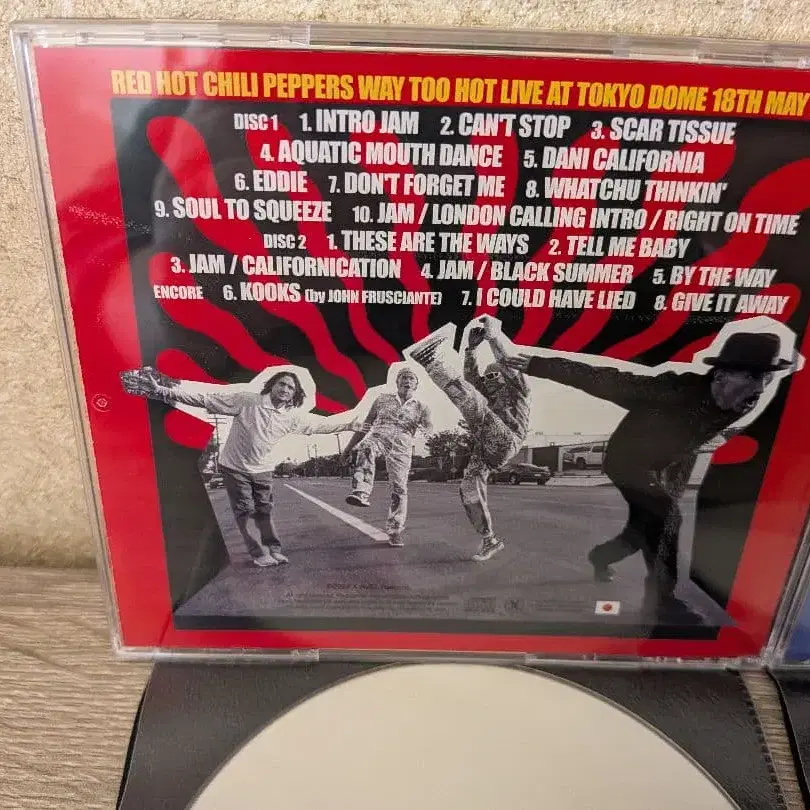 RED HOT CHILI PEPPERS WAY TOO HOT LIVE AT TOKYO DOME 18TH MAY
DISC 1 1. INTRO JAM 2. CAN'T STOP 3. SCAR TISSUE
4. AQUATIC MOUTH DANCE 5. DANI CALIFORNIA
6. EDDIE 7. DON'T FORGET ME 8. WHATCHU THINKIN'
9. SOUL TO SQUEEZE 10. JAM / LONDON CALLING INTRO / RIGHT ON TIME
DISC 2 1. THESE ARE THE WAYS 2. TELL ME BABY
3. JAM / CALIFORNICATION 4. JAM / BLACK SUMMER 5. BY THE WAY
ENCORE 6. KOOKS (by JOHN FRUSCIANTE) 7. I COULD HAVE LIED 8. GIVE IT AWAY